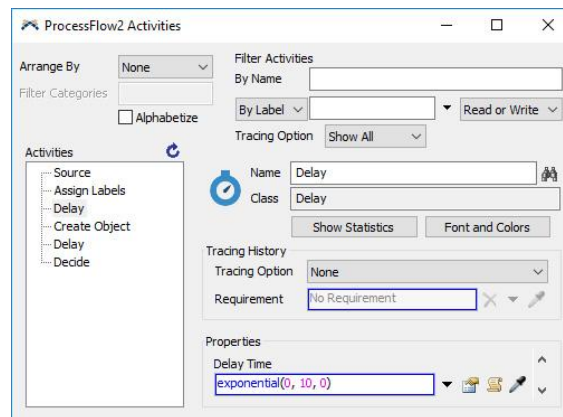 ProcessFlow2 Activities
Arrange By None
Filter Categories
Alphabetize
Filter Activities
By Name
By Label Read or Write
Tracing Option Show All
Activities
Source
Assign Labels
Delay
Create Object
Delay
Decide
Name Delay
Class Delay
Show Statistics Font and Colors
Tracing History
Tracing Option None
Requirement No Requirement
Properties
Delay Time
exponential(0, 10, 0)